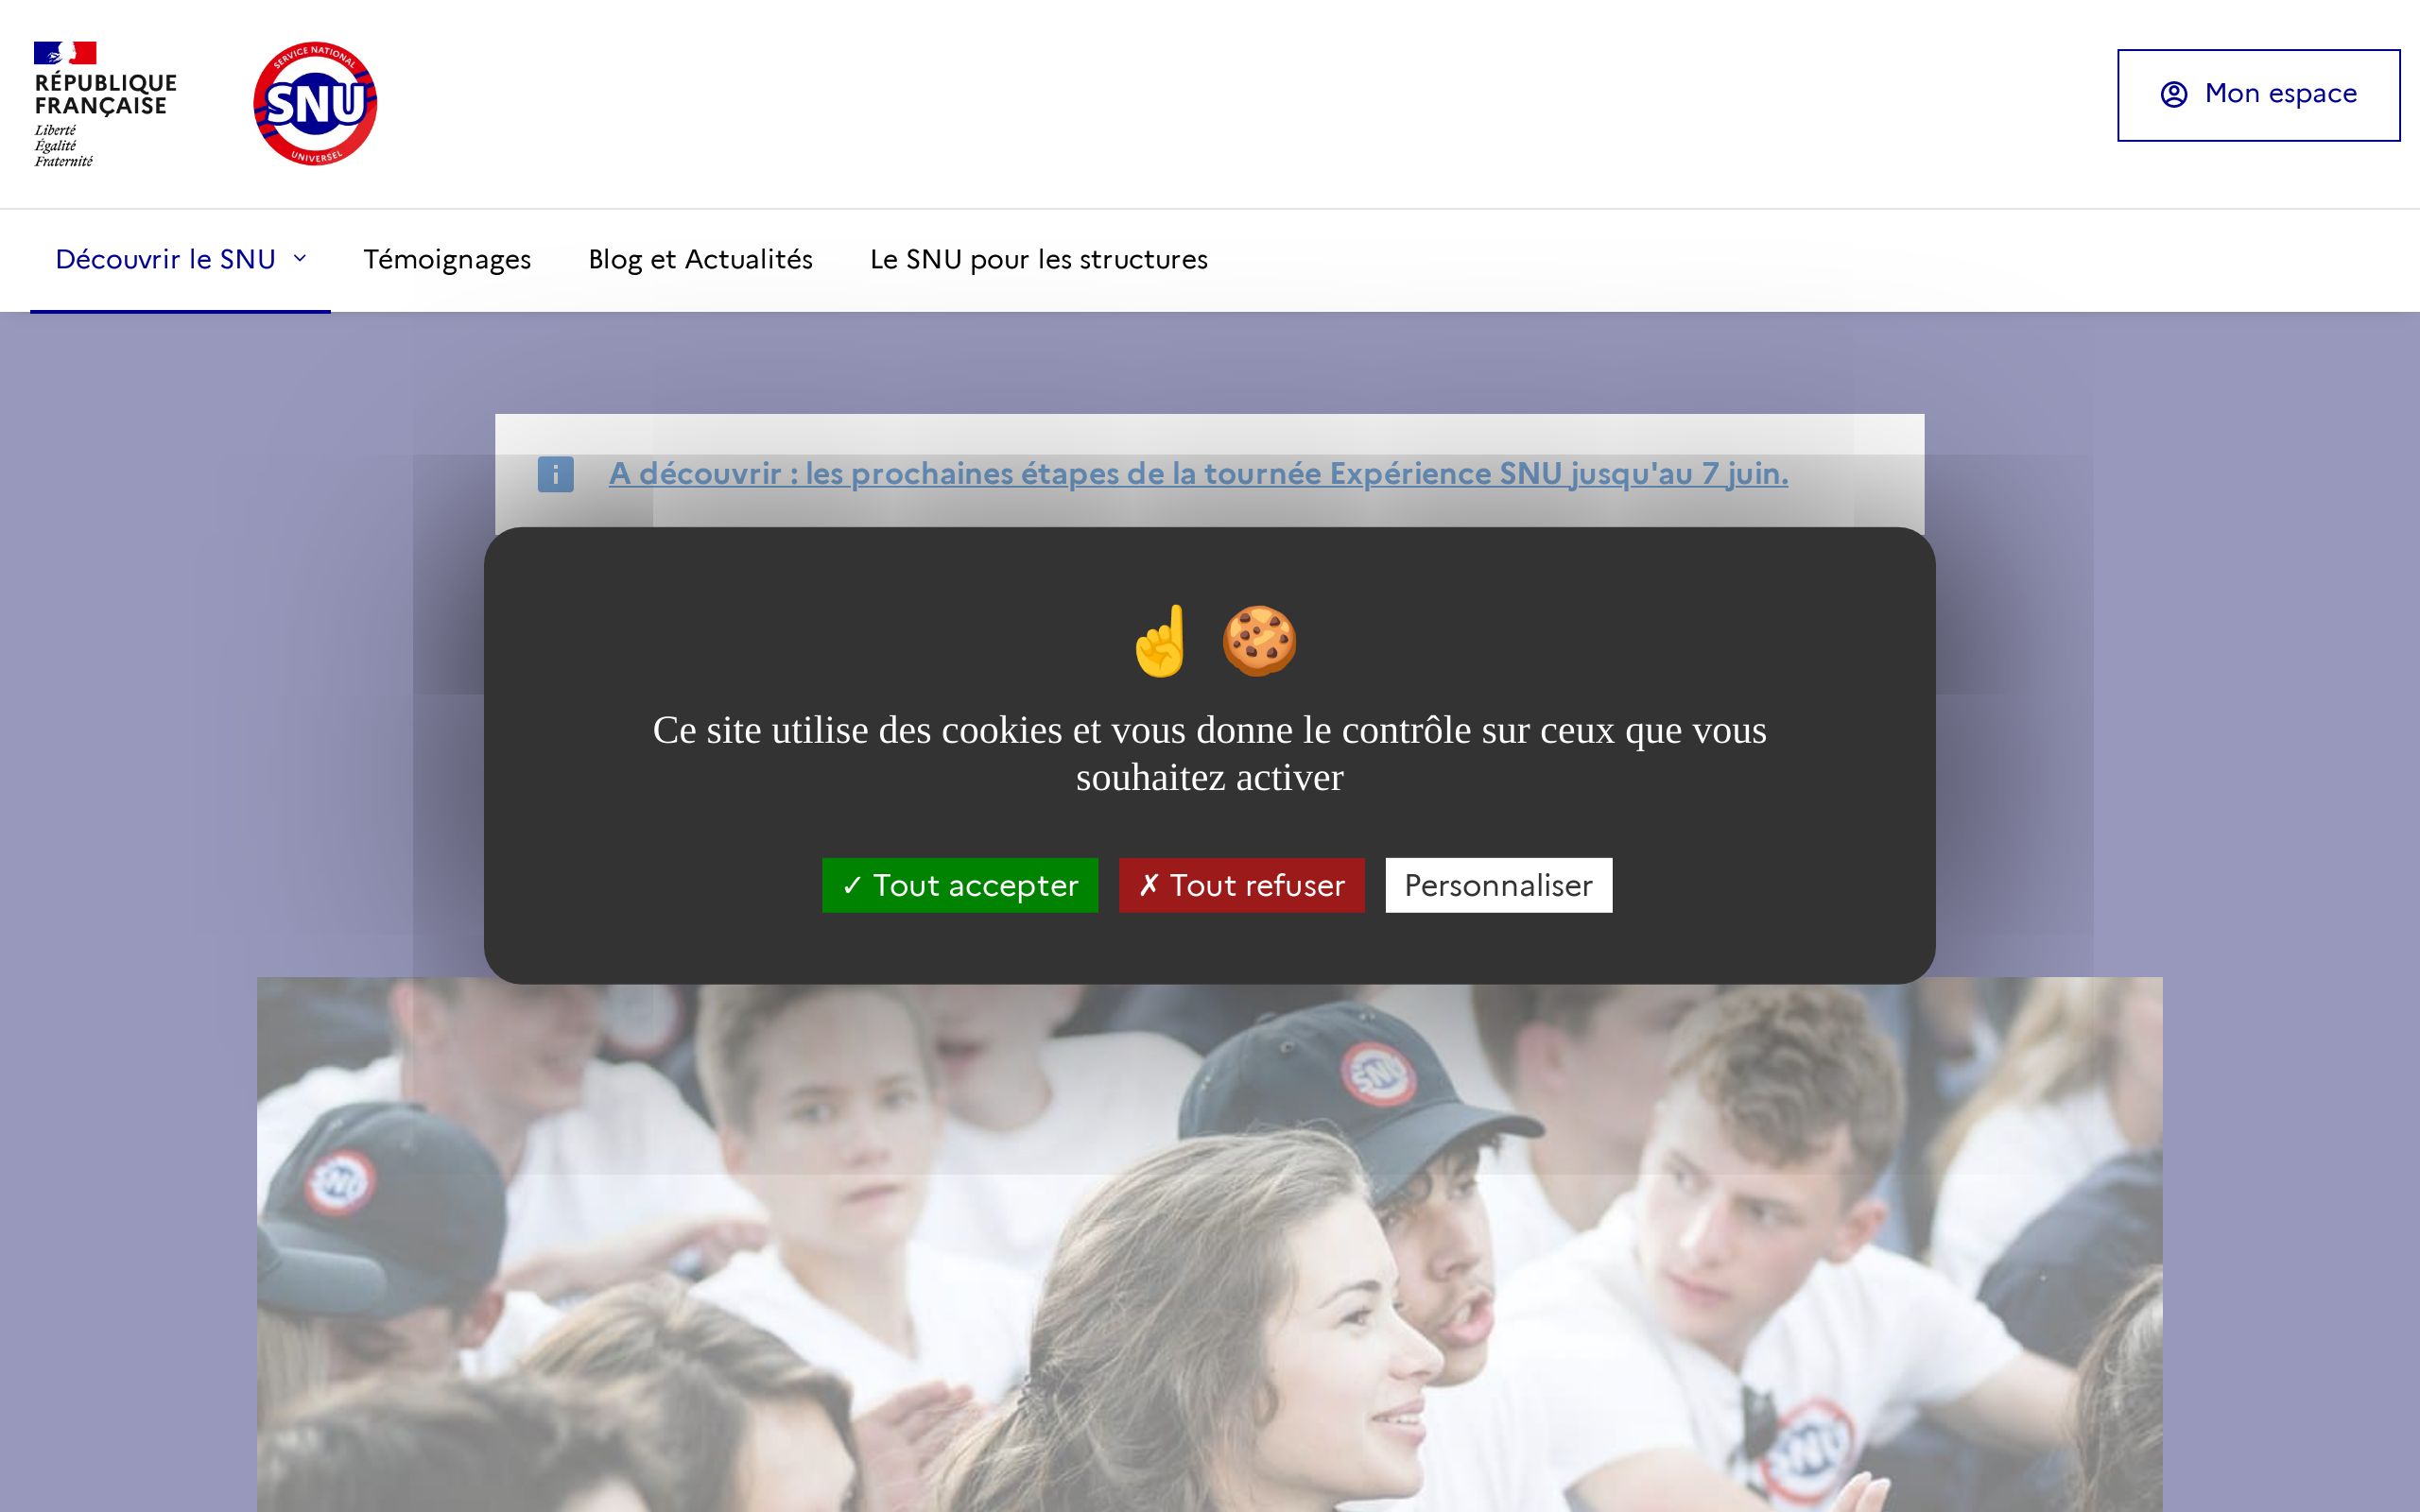 RÉPUBLIQUE
FRANÇAISE
Liberté
Égalité
Fraternité
SERVICE NATIONAL
SNU
UNIVERSEL
Mon espace
Découvrir le SNU
Témoignages
Blog et Actualités
Le SNU pour les structures
A découvrir : les prochaines étapes de la tournée Expérience SNU jusqu'au 7 juin.
Ce site utilise des cookies et vous donne le contrôle sur ceux que vous
souhaitez activer
✓ Tout accepter
✗ Tout refuser
Personnaliser
SNU
SNU
SNU